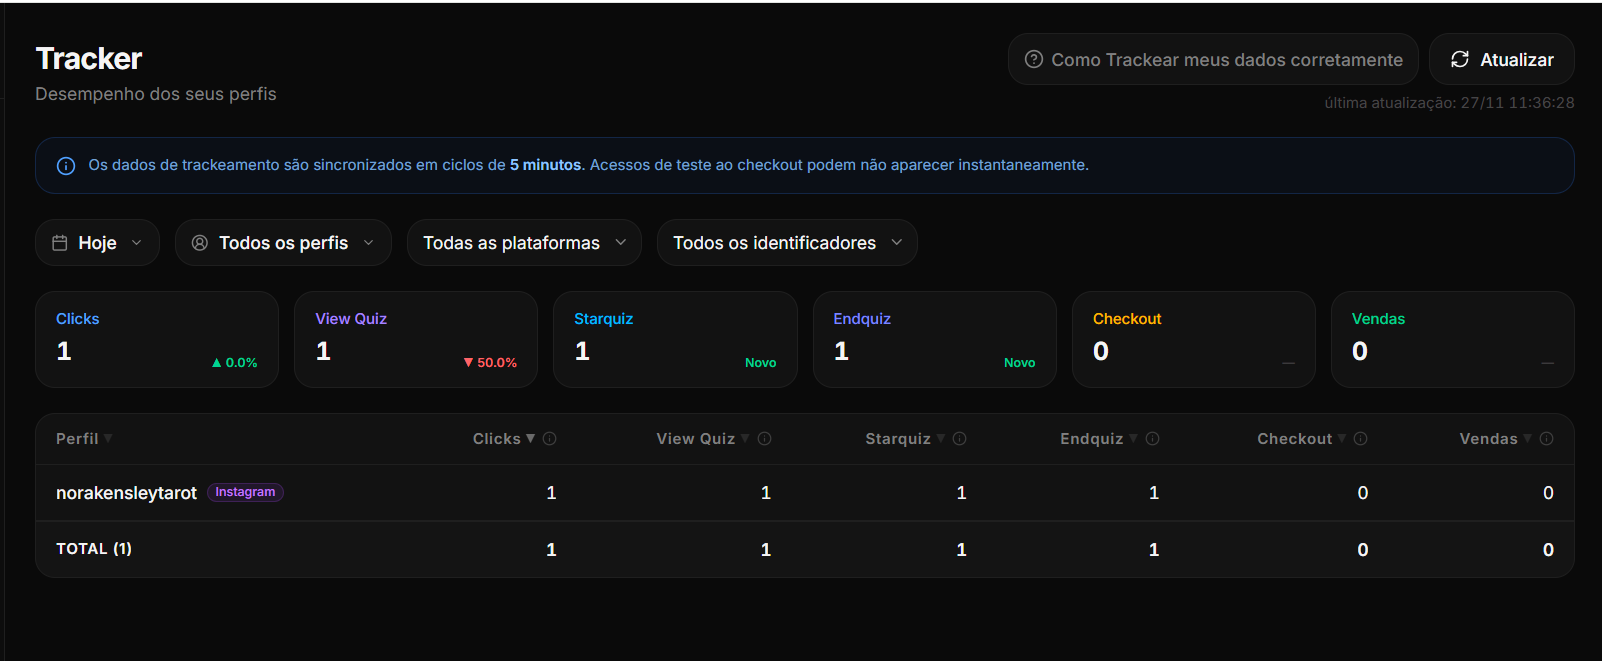 Tracker
Desempenho dos seus perfis
Como Trackear meus dados corretamente
Atualizar
última atualização: 27/11 11:36:28
Os dados de trackeamento são sincronizados em ciclos de 5 minutos. Acessos de teste ao checkout podem não aparecer instantaneamente.
Hoje Todos os perfis Todas as plataformas Todos os identificadores
Clicks
1
▲ 0.0%
View Quiz
1
▼ 50.0%
Starquiz
1
Novo
Endquiz
1
Novo
Checkout
0
—
Vendas
0
—
Perfil Clicks View Quiz Starquiz Endquiz Checkout Vendas
norakensleytarot Instagram 1 1 1 1 0 0
TOTAL (1) 1 1 1 1 0 0